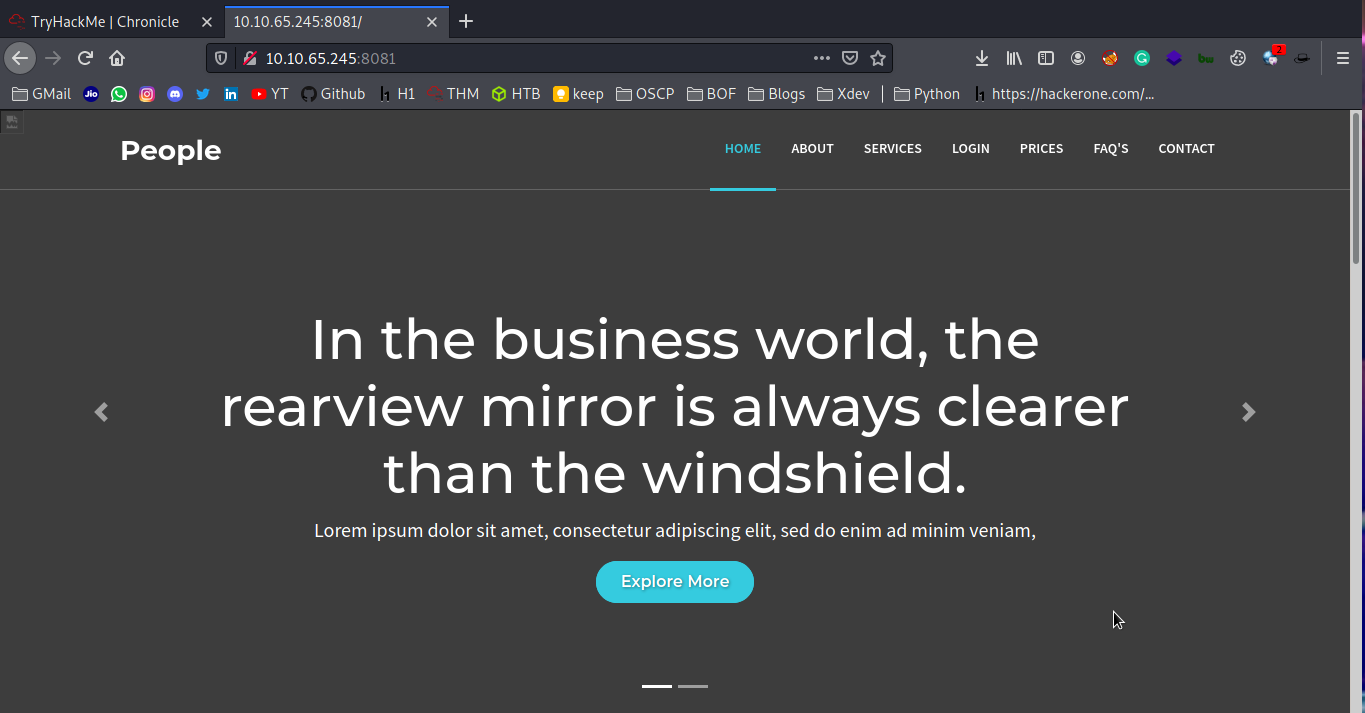 TryHackMe | Chronicle
10.10.65.245:8081/
10.10.65.245:8081
2
GMail Jio YT Github H1 THM HTB keep OSCP BOF Blogs Xdev Python https://hackerone.com/...
People HOME ABOUT SERVICES LOGIN PRICES FAQ'S CONTACT
In the business world, the
rearview mirror is always clearer
than the windshield.
Lorem ipsum dolor sit amet, consectetur adipiscing elit, sed do enim ad minim veniam,
Explore More